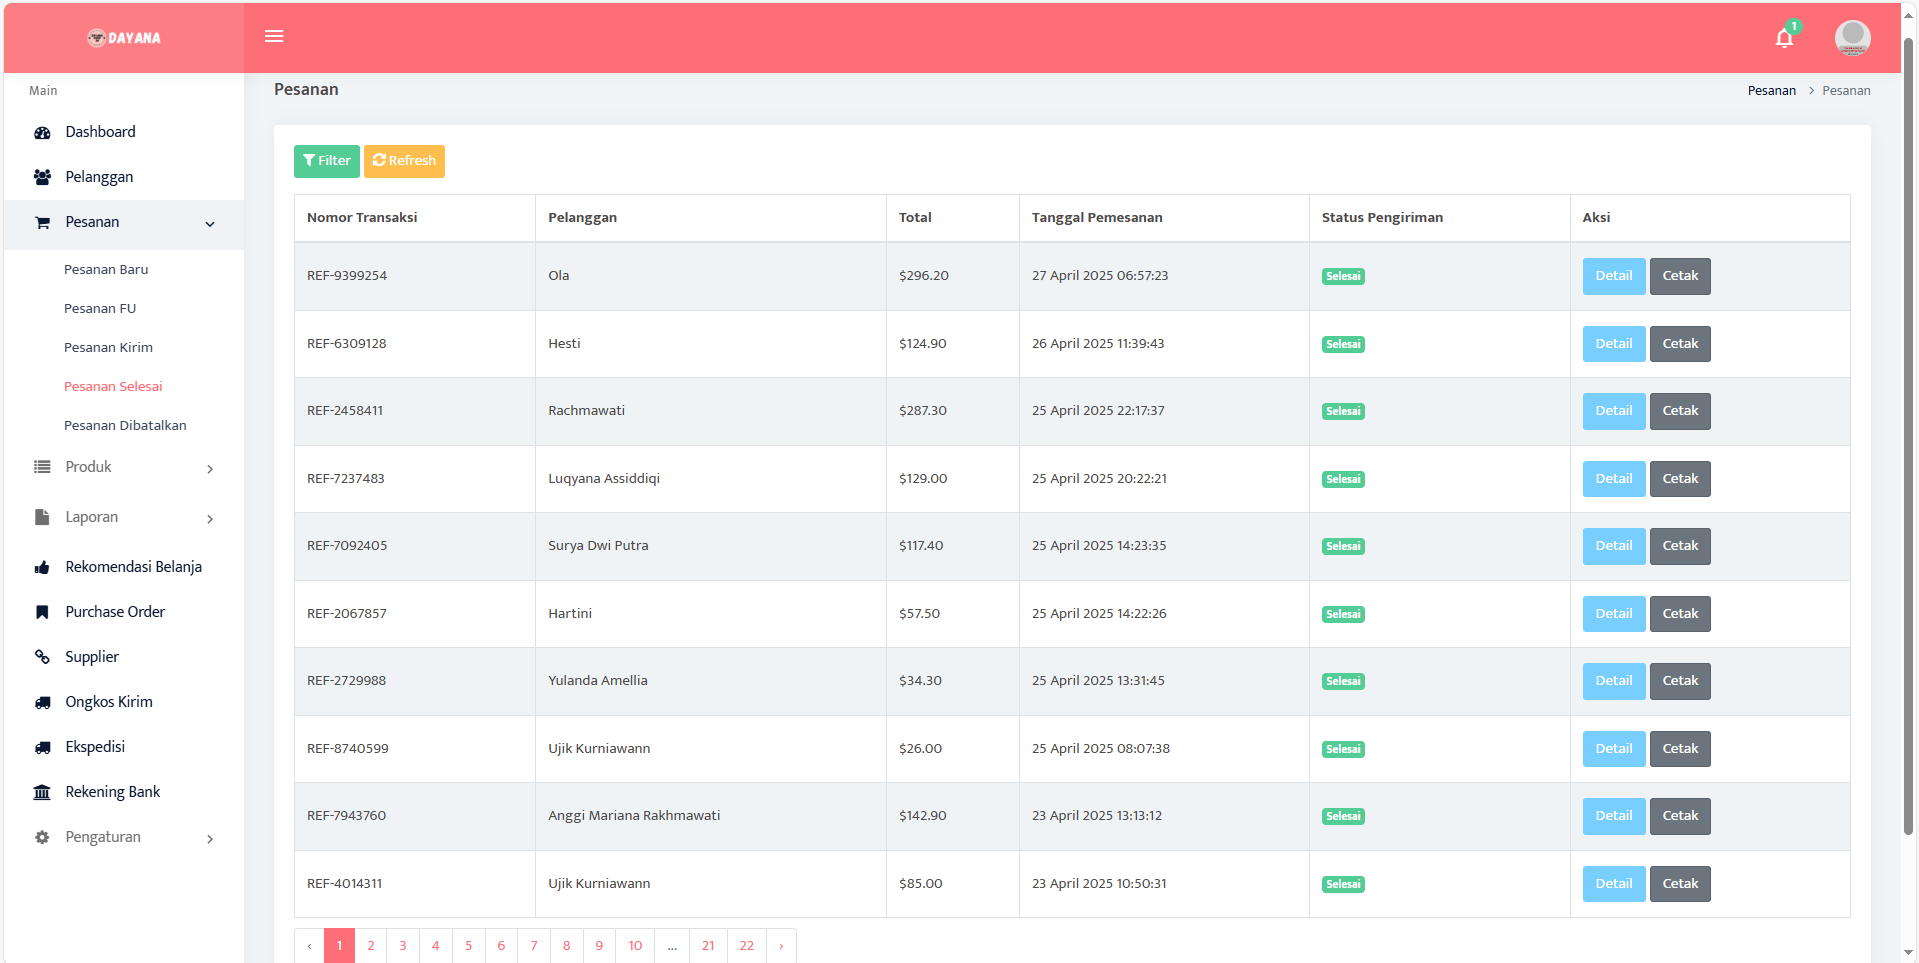 DAYANA
1
Main
Dashboard
Pelanggan
Pesanan
Pesanan Baru
Pesanan FU
Pesanan Kirim
Pesanan Selesai
Pesanan Dibatalkan
Produk
Laporan
Rekomendasi Belanja
Purchase Order
Supplier
Ongkos Kirim
Ekspedisi
Rekening Bank
Pengaturan
Pesanan
Pesanan > Pesanan
Filter Refresh
Nomor Transaksi Pelanggan Total Tanggal Pemesanan Status Pengiriman Aksi
REF-9399254 Ola $296.20 27 April 2025 06:57:23 Selesai Detail Cetak
REF-6309128 Hesti $124.90 26 April 2025 11:39:43 Selesai Detail Cetak
REF-2458411 Rachmawati $287.30 25 April 2025 22:17:37 Selesai Detail Cetak
REF-7237483 Luqyana Assiddiqi $129.00 25 April 2025 20:22:21 Selesai Detail Cetak
REF-7092405 Surya Dwi Putra $117.40 25 April 2025 14:23:35 Selesai Detail Cetak
REF-2067857 Hartini $57.50 25 April 2025 14:22:26 Selesai Detail Cetak
REF-2729988 Yulanda Amellia $34.30 25 April 2025 13:31:45 Selesai Detail Cetak
REF-8740599 Ujik Kurniawann $26.00 25 April 2025 08:07:38 Selesai Detail Cetak
REF-7943760 Anggi Mariana Rakhmawati $142.90 23 April 2025 13:13:12 Selesai Detail Cetak
REF-4014311 Ujik Kurniawann $85.00 23 April 2025 10:50:31 Selesai Detail Cetak
‹ 1 2 3 4 5 6 7 8 9 10 ... 21 22 ›